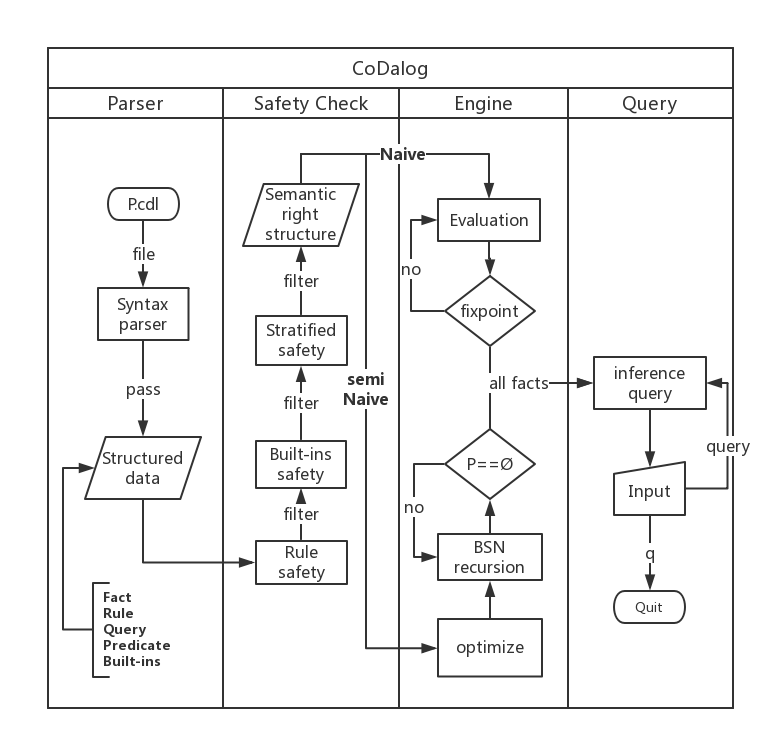 CoDalog
Parser
Safety Check
Engine
Query
P.cdl
file
Syntax
parser
pass
Structured
data
Fact
Rule
Query
Predicate
Built-ins
Semantic
right
structure
filter
Stratified
safety
filter
Built-ins
safety
filter
Rule
safety
Naive
semi
Naive
Evaluation
no
fixpoint
all facts
P==Ø
no
BSN
recursion
optimize
inference
query
query
Input
q
Quit